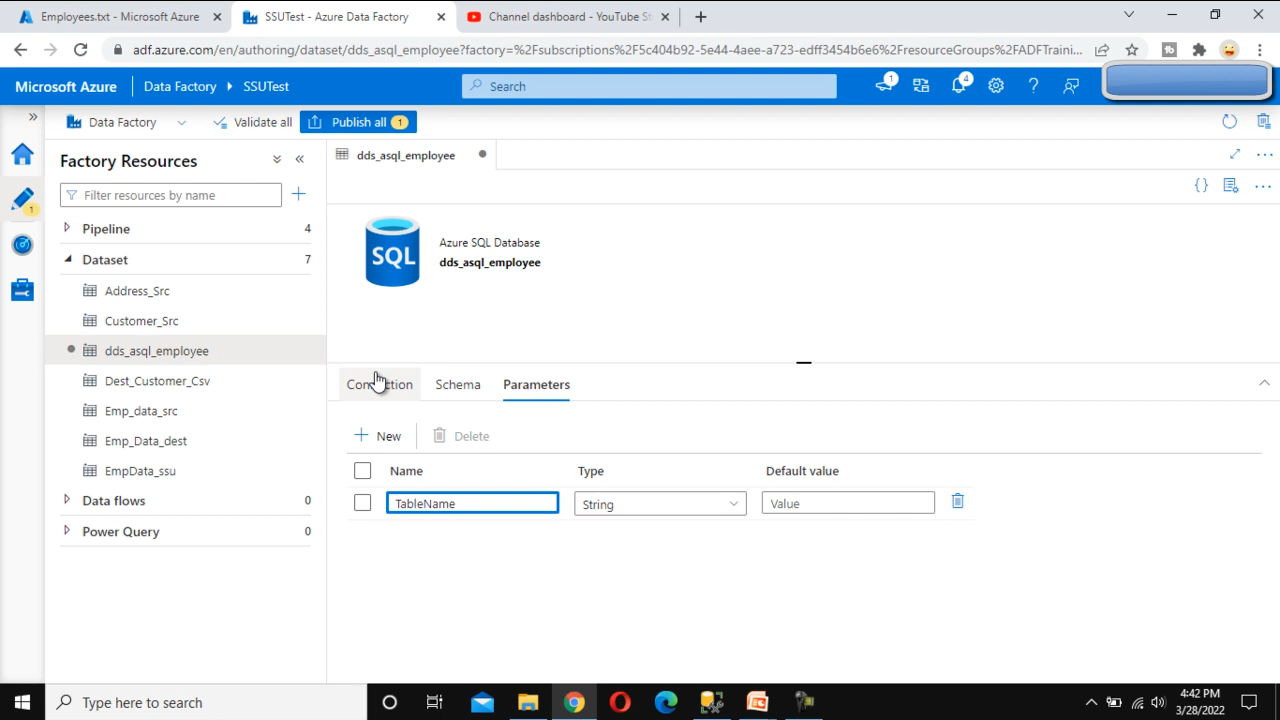 Employees.txt - Microsoft Azure
SSUTest - Azure Data Factory
Channel dashboard - YouTube S
adf.azure.com/en/authoring/dataset/dds_asql_employee?factory=%2Fsubscriptions%2F5c404b92-5e44-4aee-a723-edff3454b6e6%2FresourceGroups%2FADFTraini...
Microsoft Azure
Data Factory
SSUTest
Search
1
4
Data Factory
Validate all
Publish all
1
Factory Resources
dds_asql_employee
1
Filter resources by name
Pipeline
4
Dataset
7
SQL
Azure SQL Database
dds_asql_employee
Address_Src
Customer_Src
dds_asql_employee
Dest_Customer_Csv
Emp_data_src
Emp_Data_dest
EmpData_ssu
Data flows
0
Power Query
0
Connection
Schema
Parameters
New
Delete
Name
Type
Default value
TableName
String
Value
Type here to search
4:42 PM
3/28/2022